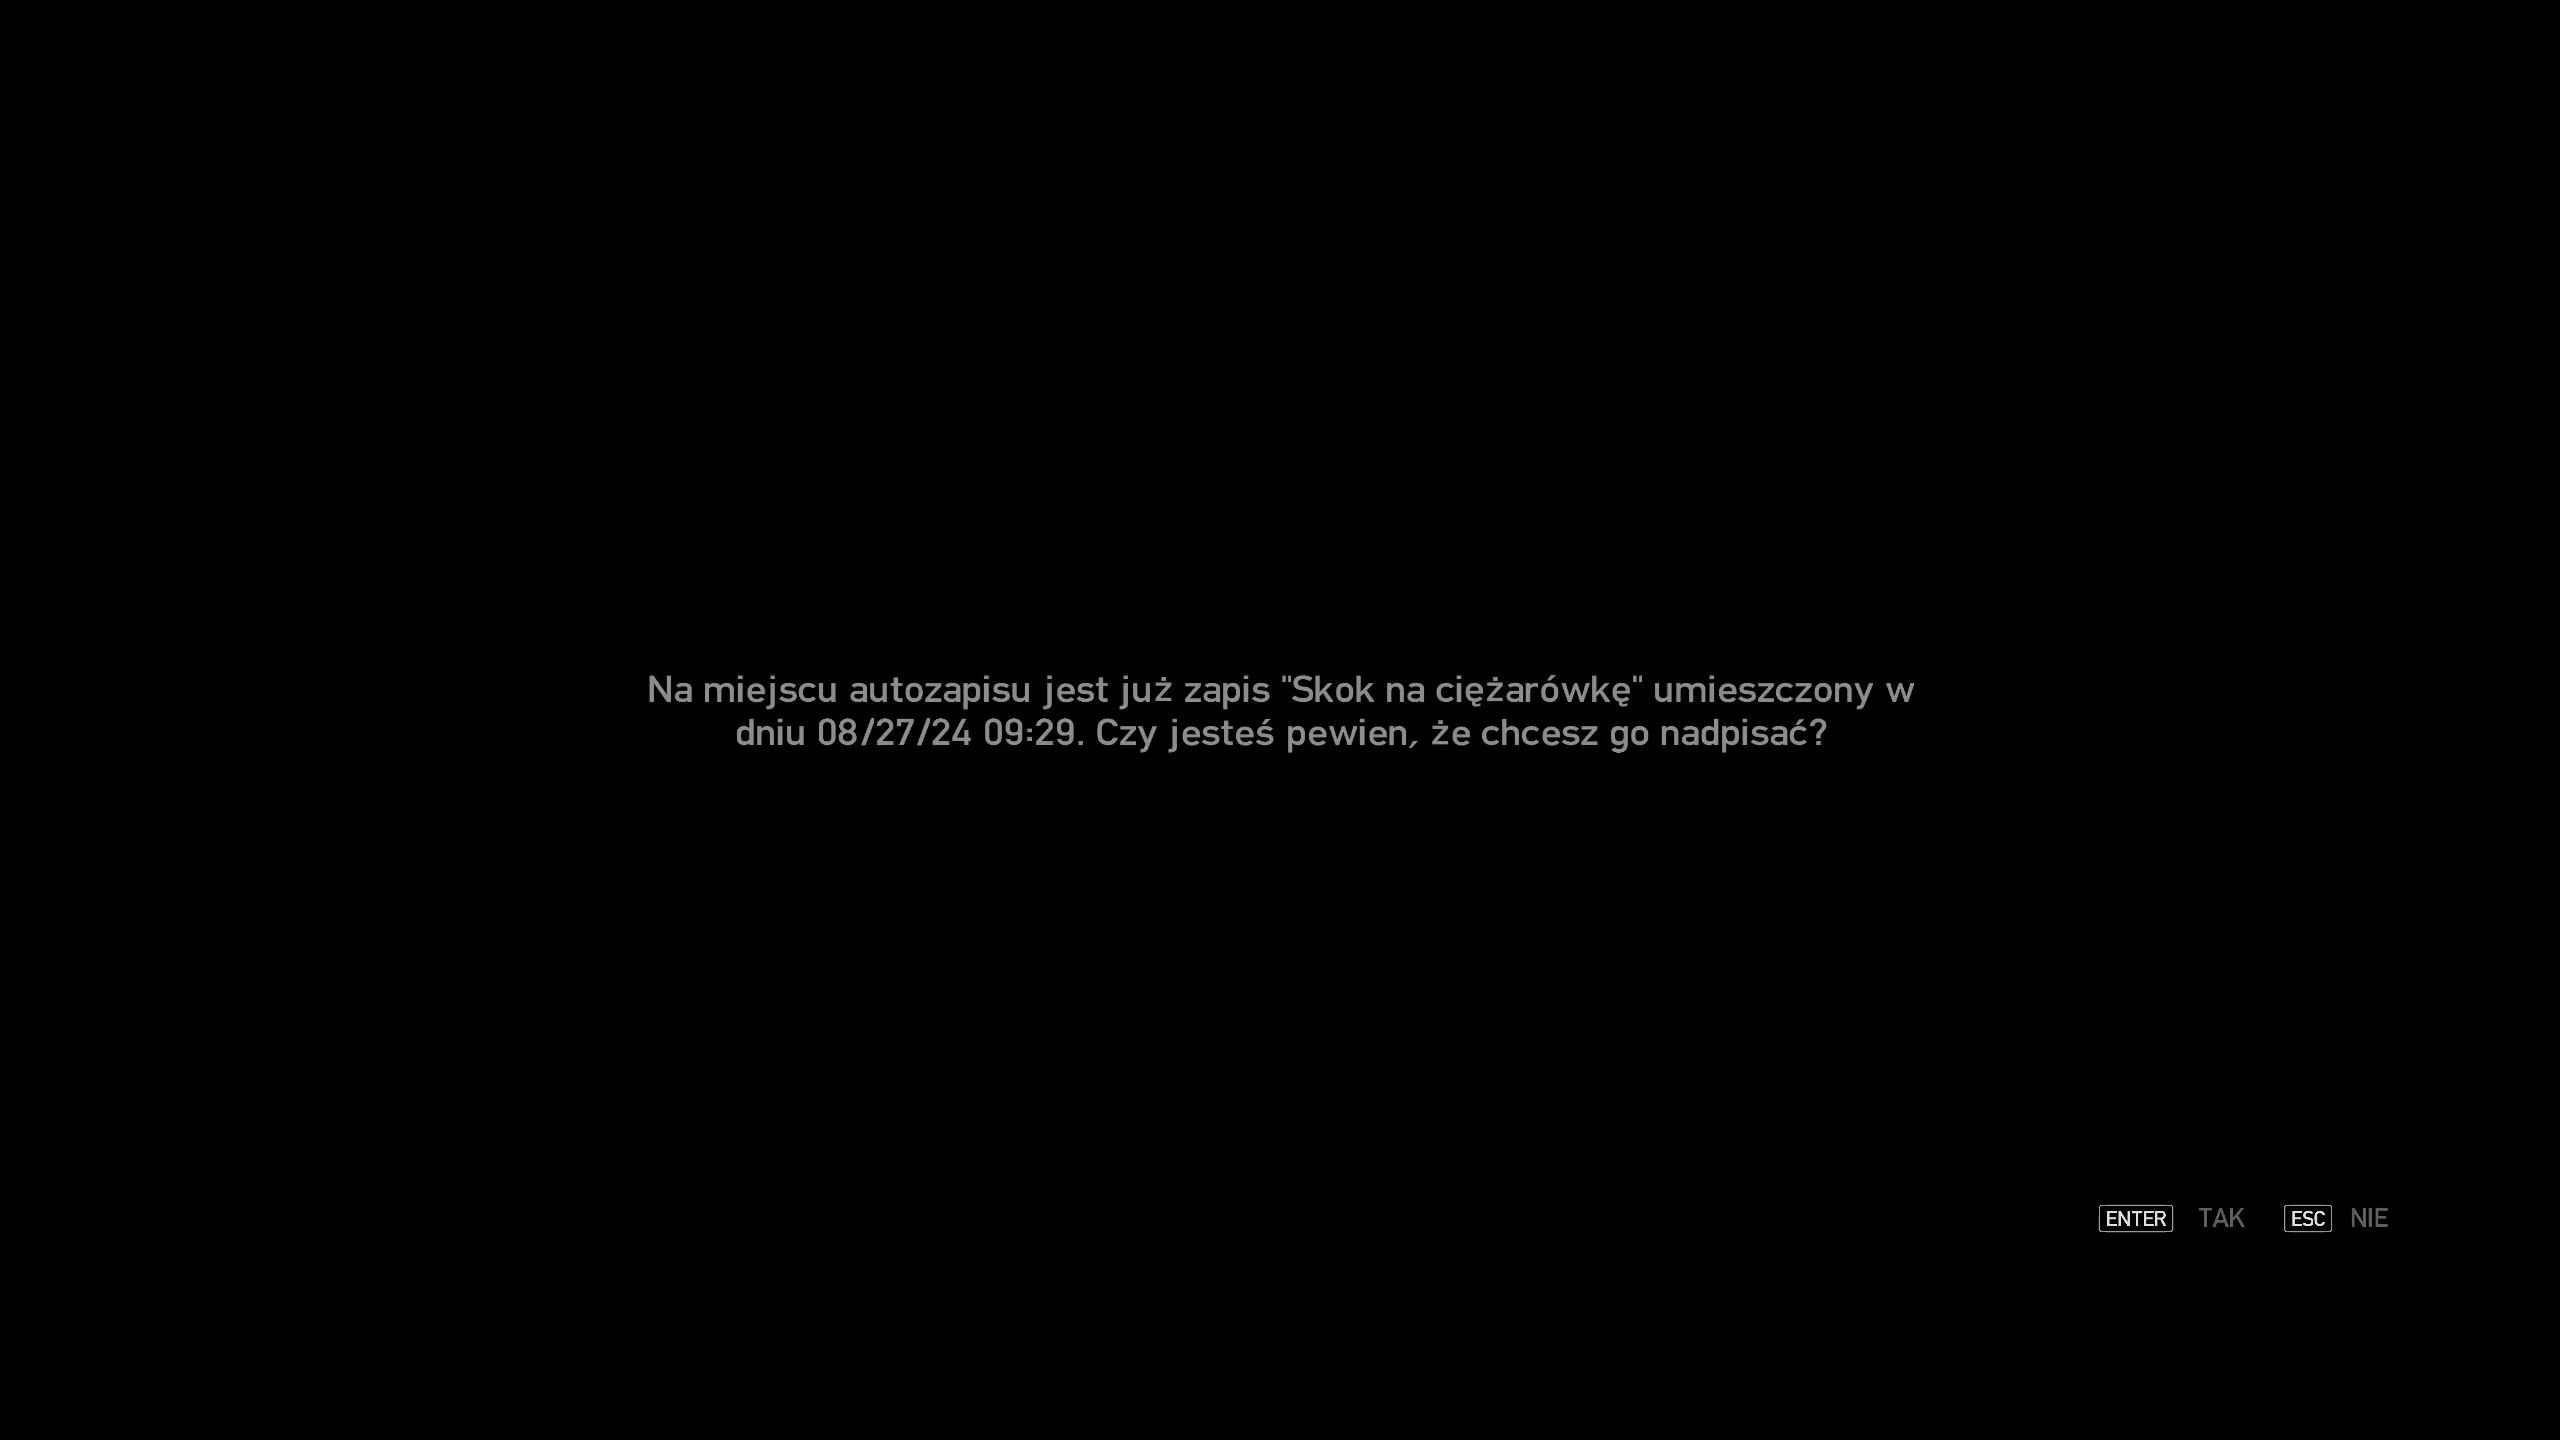 Na miejscu autozapisu jest już zapis "Skok na ciężarówkę" umieszczony w
dniu 08/27/24 09:29. Czy jesteś pewien, że chcesz go nadpisać?
ENTER TAK ESC NIE